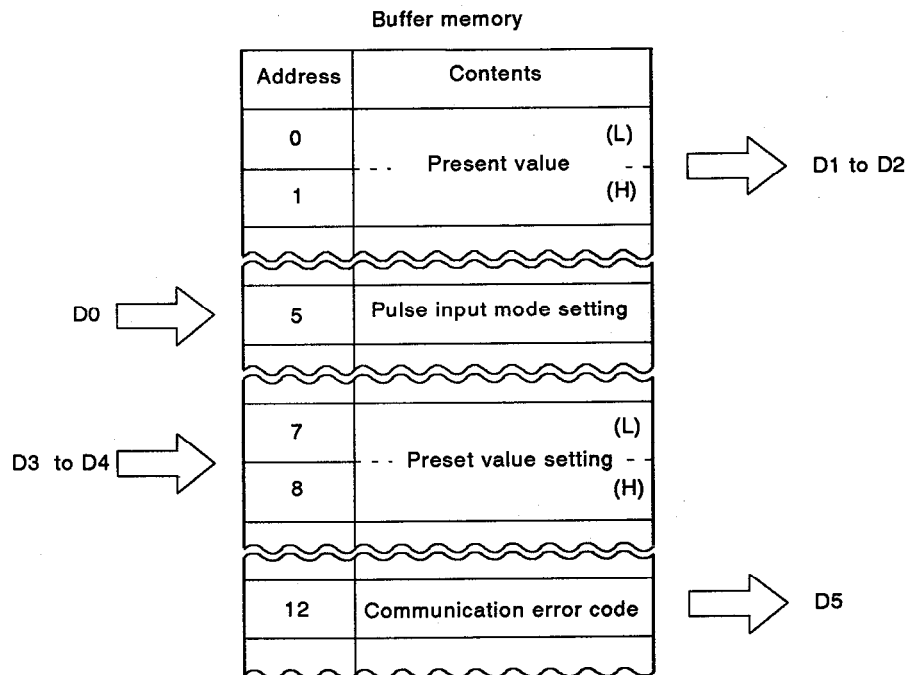 Buffer memory
Address Contents
0 (L)
Present value
1 (H)
D1 to D2
D0
5 Pulse input mode setting
7 (L)
D3 to D4
Preset value setting
8 (H)
12 Communication error code
D5